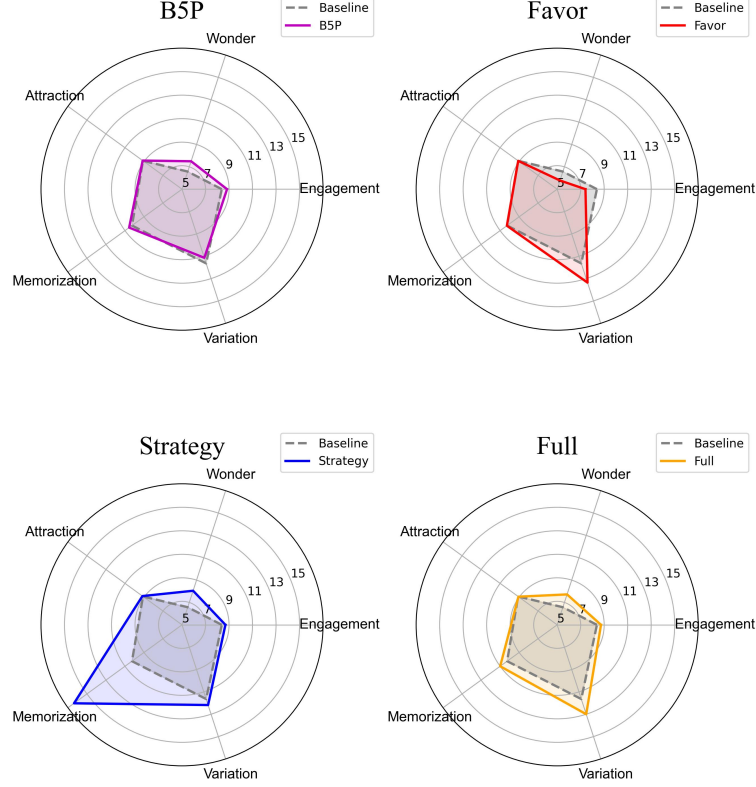 B5P
Baseline
B5P
Wonder
Attraction
15
13
11
9
7
5
Engagement
Memorization
Variation
Favor
Baseline
Favor
Wonder
Attraction
15
13
11
9
7
5
Engagement
Memorization
Variation
Strategy
Baseline
Strategy
Wonder
Attraction
15
13
11
9
7
5
Engagement
Memorization
Variation
Full
Baseline
Full
Wonder
Attraction
15
13
11
9
7
5
Engagement
Memorization
Variation